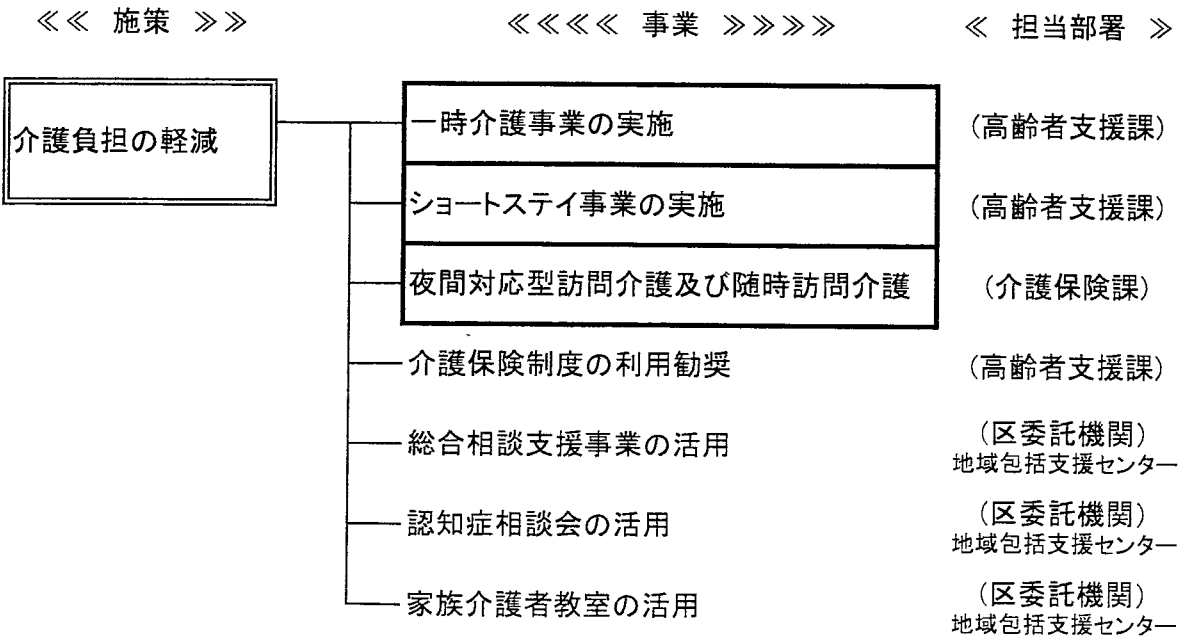 ≪≪ 施策 ≫≫ ≪≪≪≪ 事業 ≫≫≫≫ ≪ 担当部署 ≫
介護負担の軽減
一時介護事業の実施 (高齢者支援課)
ショートステイ事業の実施 (高齢者支援課)
夜間対応型訪問介護及び随時訪問介護 (介護保険課)
介護保険制度の利用勧奨 (高齢者支援課)
総合相談支援事業の活用 (区委託機関)
地域包括支援センター
認知症相談会の活用 (区委託機関)
地域包括支援センター
家族介護者教室の活用 (区委託機関)
地域包括支援センター